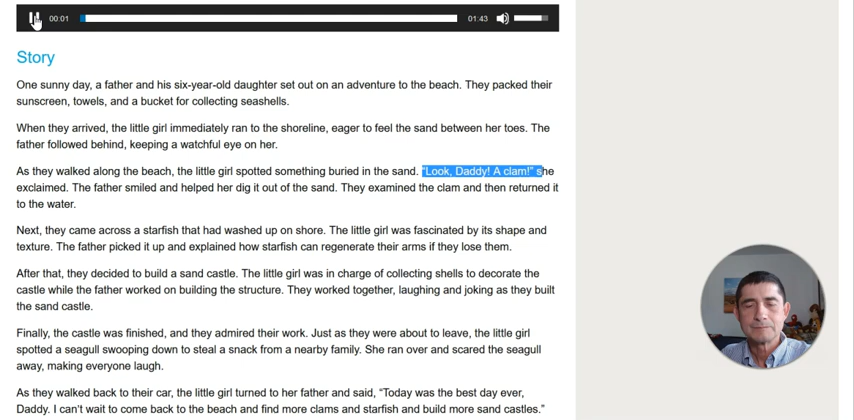 00:01
01:43
Story
One sunny day, a father and his six-year-old daughter set out on an adventure to the beach. They packed their
sunscreen, towels, and a bucket for collecting seashells.
When they arrived, the little girl immediately ran to the shoreline, eager to feel the sand between her toes. The
father followed behind, keeping a watchful eye on her.
As they walked along the beach, the little girl spotted something buried in the sand. “Look, Daddy! A clam!” she
exclaimed. The father smiled and helped her dig it out of the sand. They examined the clam and then returned it
to the water.
Next, they came across a starfish that had washed up on shore. The little girl was fascinated by its shape and
texture. The father picked it up and explained how starfish can regenerate their arms if they lose them.
After that, they decided to build a sand castle. The little girl was in charge of collecting shells to decorate the
castle while the father worked on building the structure. They worked together, laughing and joking as they built
the sand castle.
Finally, the castle was finished, and they admired their work. Just as they were about to leave, the little girl
spotted a seagull swooping down to steal a snack from a nearby family. She ran over and scared the seagull
away, making everyone laugh.
As they walked back to their car, the little girl turned to her father and said, “Today was the best day ever,
Daddy. I can’t wait to come back to the beach and find more clams and starfish and build more sand castles.”